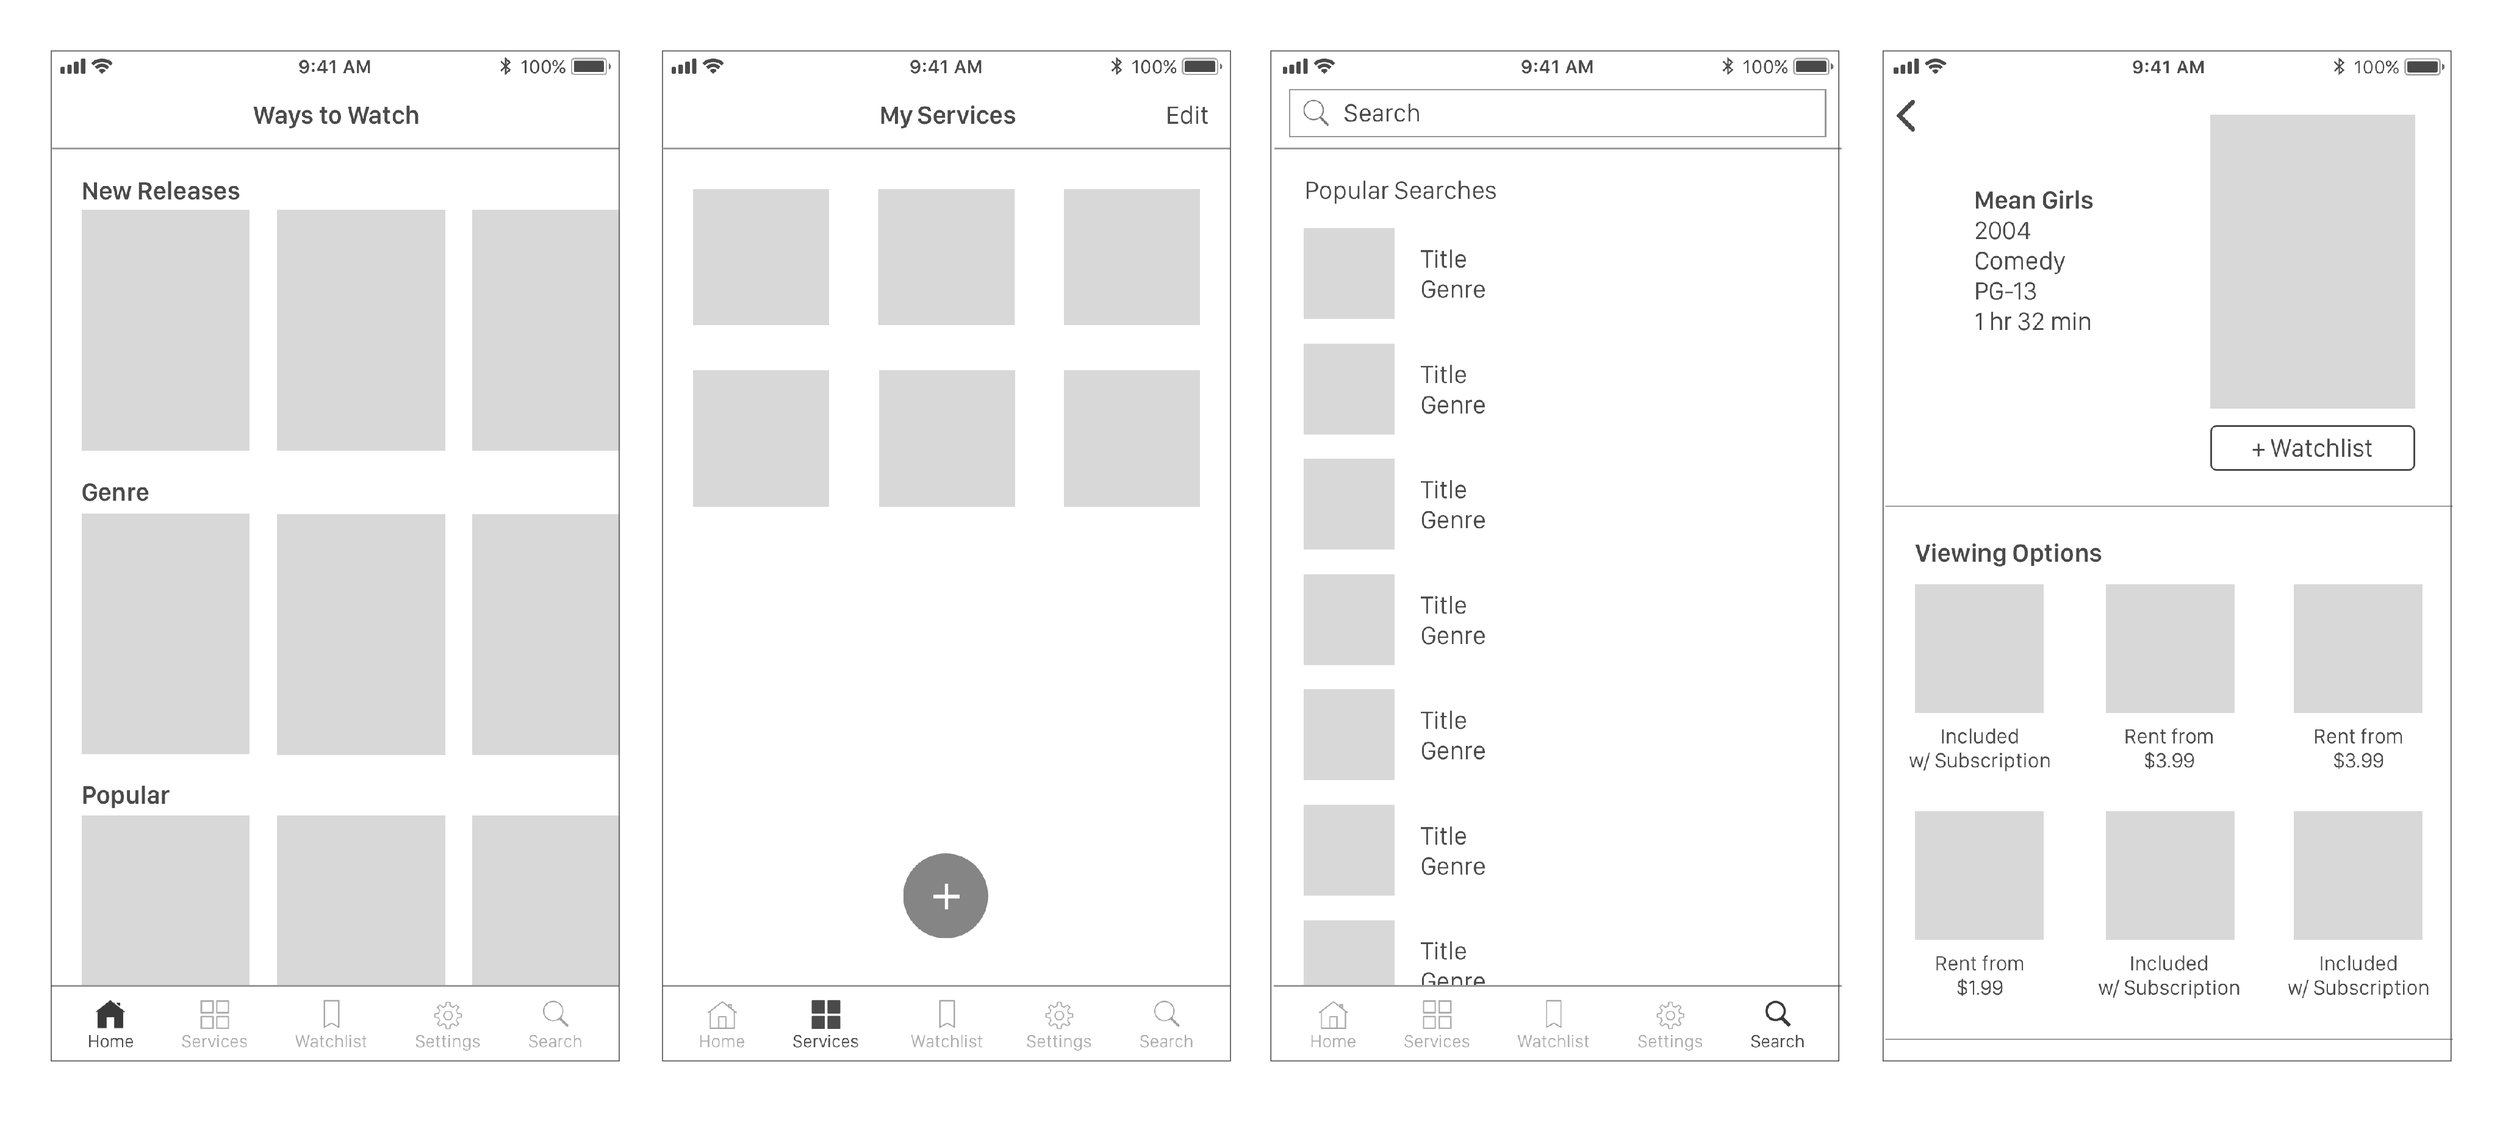 9:41 AM
100%
Ways to Watch
New Releases
Genre
Popular
Home
Services
Watchlist
Settings
Search
9:41 AM
100%
My Services
Edit
+
Home
Services
Watchlist
Settings
Search
9:41 AM
100%
Search
Popular Searches
Title
Genre
Title
Genre
Title
Genre
Title
Genre
Title
Genre
Title
Genre
Title
Genre
Home
Services
Watchlist
Settings
Search
9:41 AM
100%
Mean Girls
2004
Comedy
PG-13
1 hr 32 min
+ Watchlist
Viewing Options
Included
w/ Subscription
Rent from
$3.99
Rent from
$3.99
Rent from
$1.99
Included
w/ Subscription
Included
w/ Subscription